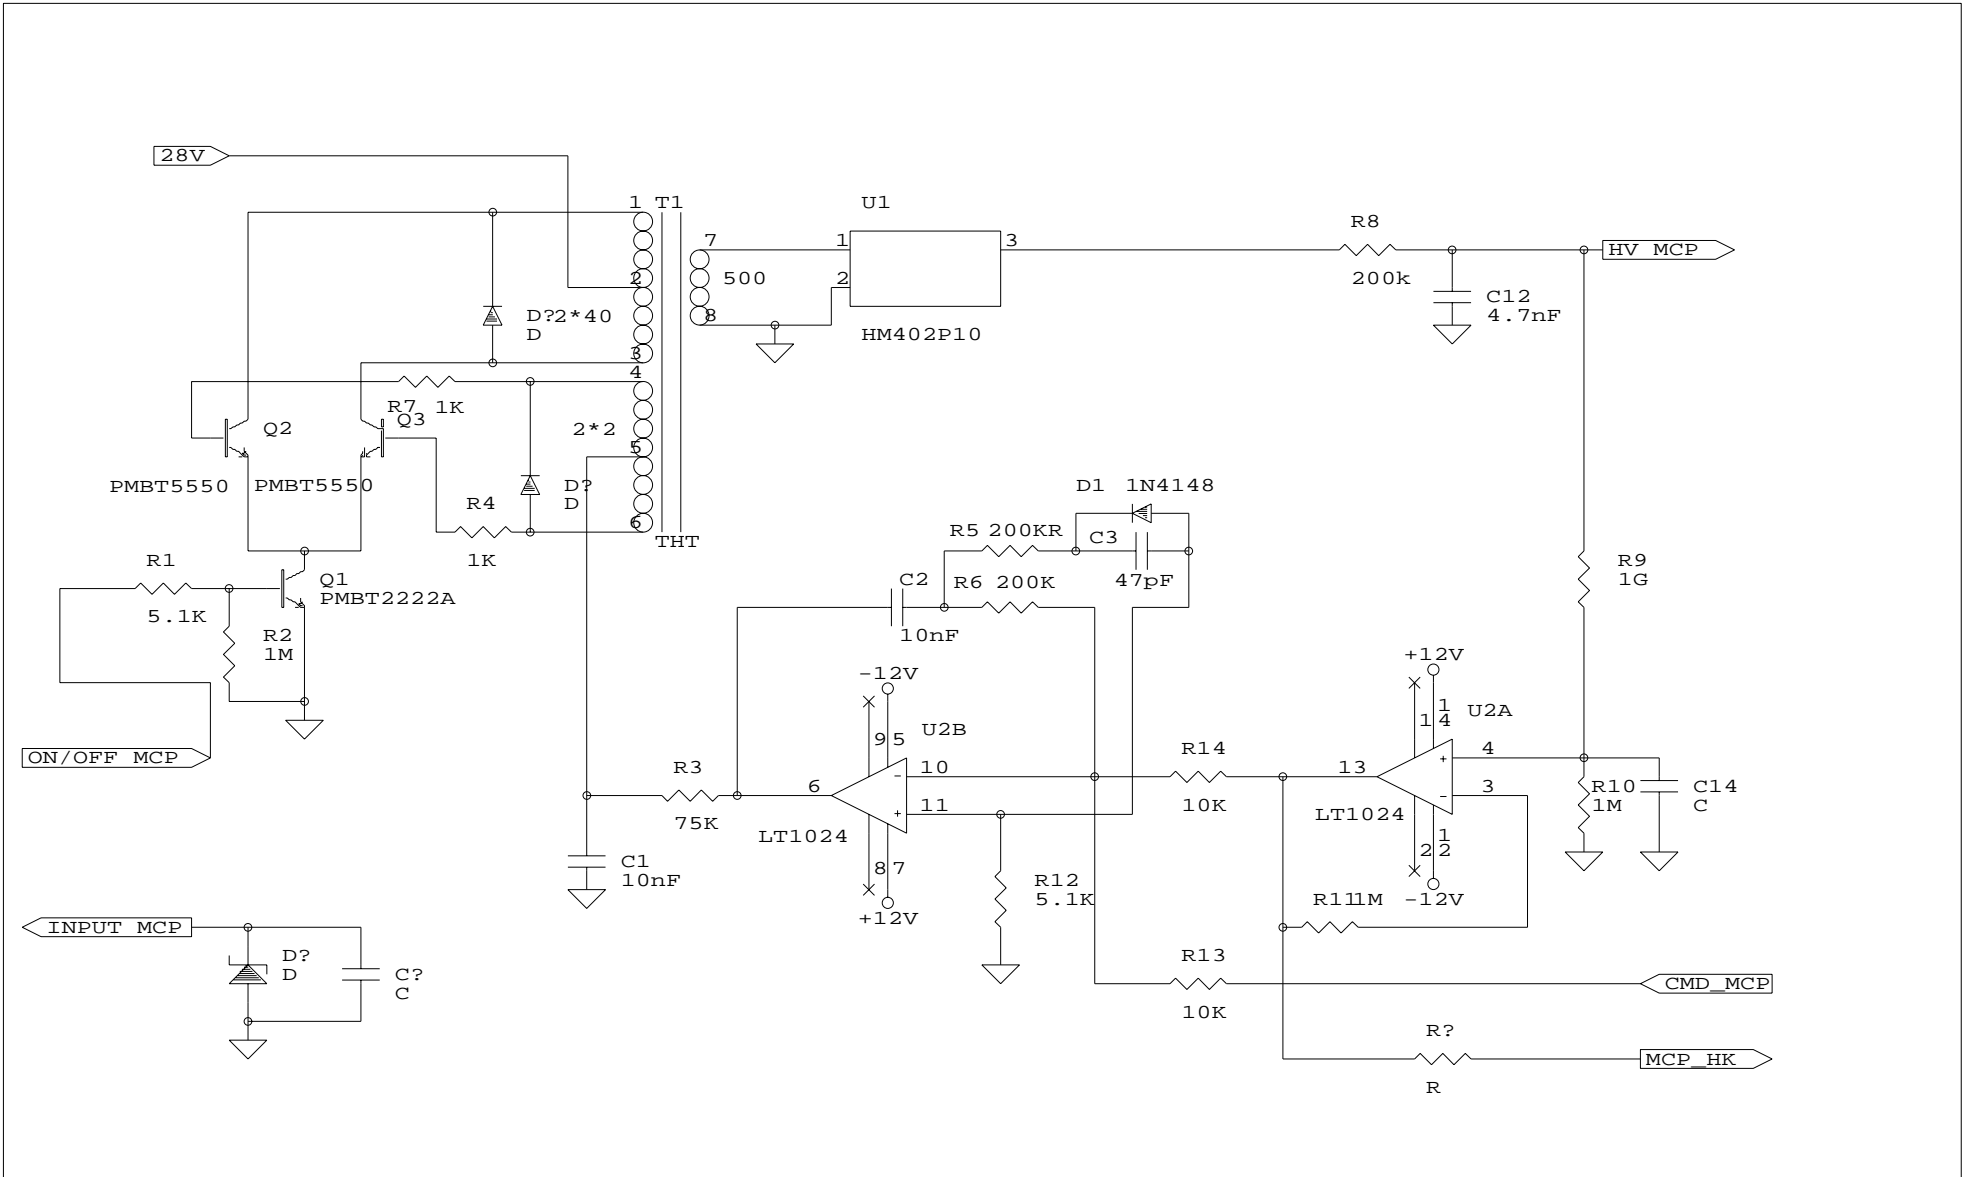 28V
1 T1
2
3
4
5
6
THT
D?2*40
D
2*2
D?
D
7
500
8
U1
1
2
3
HM402P10
R8
200k
HV MCP
C12
4.7nF
R7 1K
Q3
Q2
PMBT5550
PMBT5550
R4
1K
R1
5.1K
Q1
PMBT2222A
R2
1M
ON/OFF MCP
D1 1N4148
R5 200KR
C3
47pF
C2
R6 200K
10nF
R9
1G
-12V
9 5
U2B
10
11
6
LT1024
8 7
+12V
R3
75K
C1
10nF
R12
5.1K
R14
10K
+12V
1
1 4
U2A
4
3
13
LT1024
1
2 2
-12V
R10
1M
C14
C
R11 1M
R13
10K
CMD_MCP
R?
R
MCP_HK
INPUT MCP
D?
D
C?
C